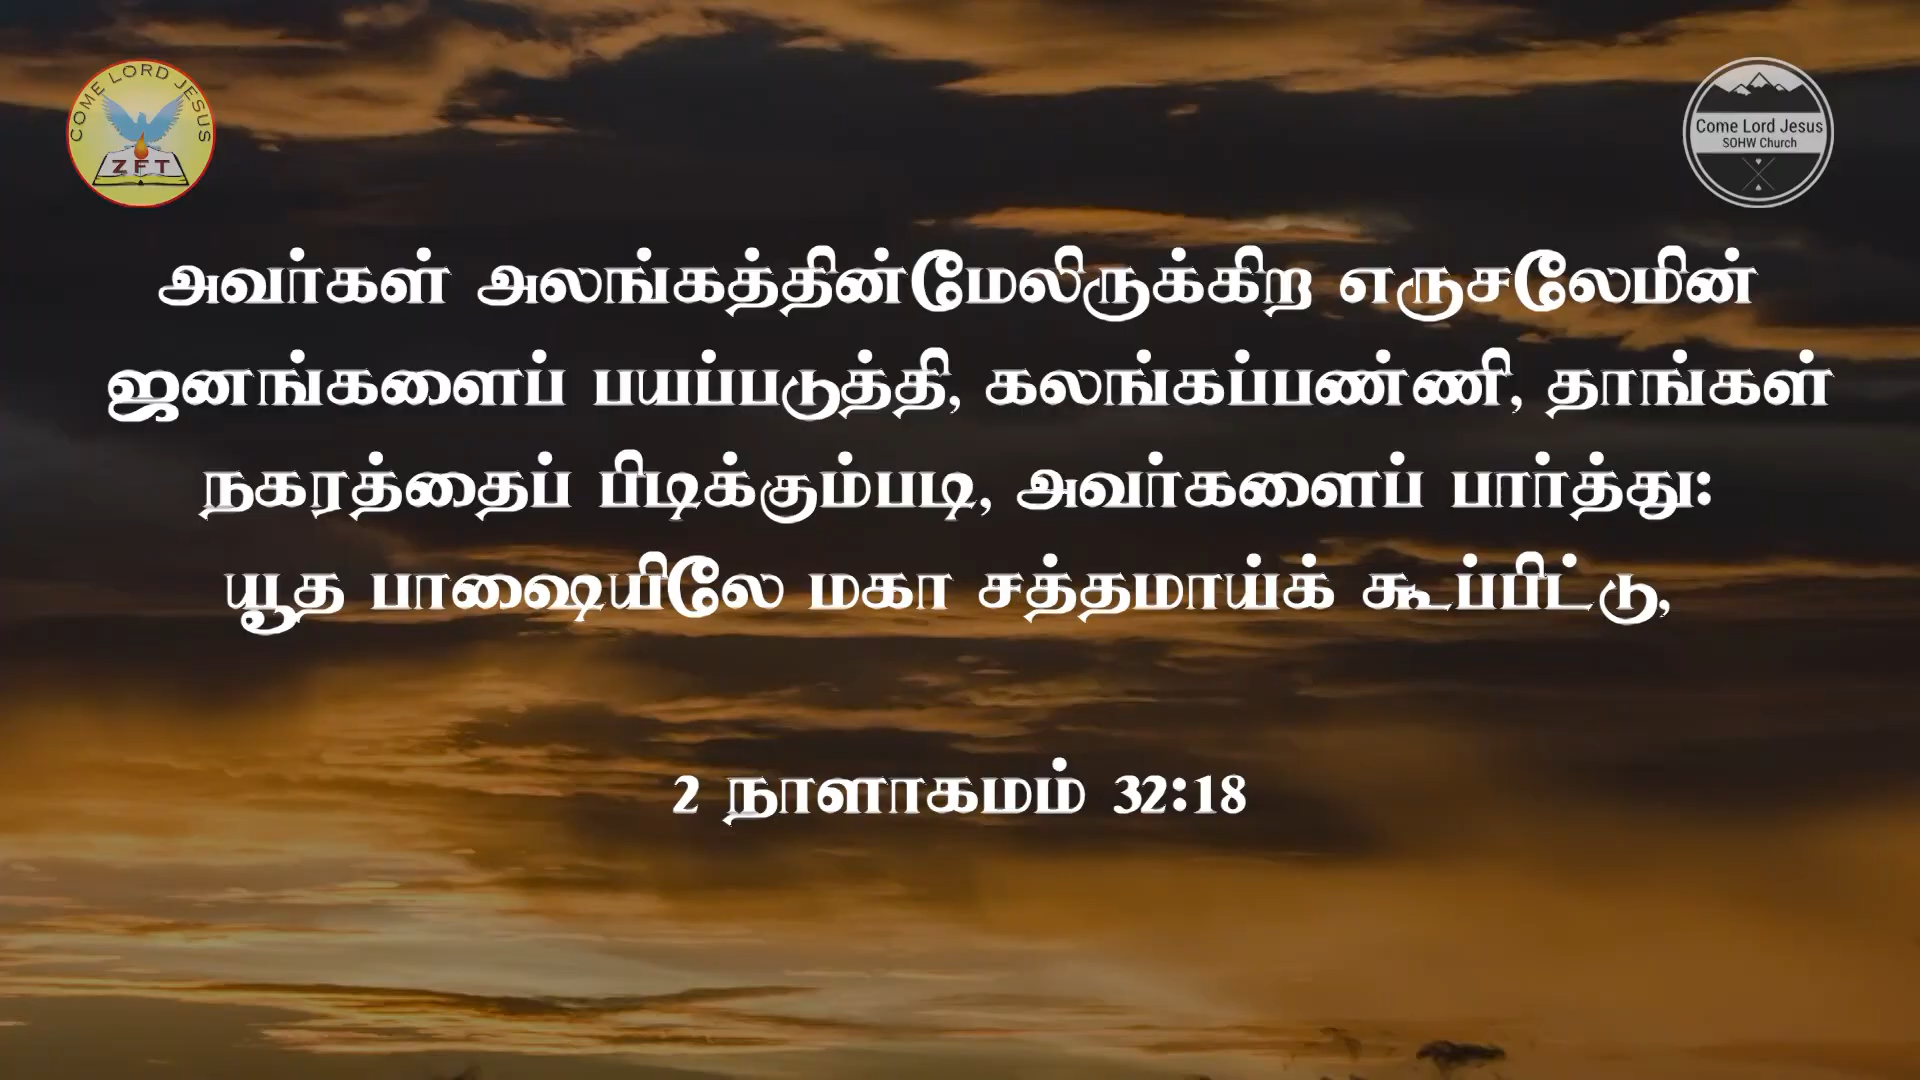 COME LORD JESUS
ZFT
Come Lord Jesus
SOHW Church
அவர்கள் அலங்கத்தின்மேலிருக்கிற எருசலேமின்
ஜனங்களைப் பயப்படுத்தி, கலங்கப்பண்ணி, தாங்கள்
நகரத்தைப் பிடிக்கும்படி, அவர்களைப் பார்த்து:
யூத பாஷையிலே மகா சத்தமாய்க் கூப்பிட்டு,
2 நாளாகமம் 32:18